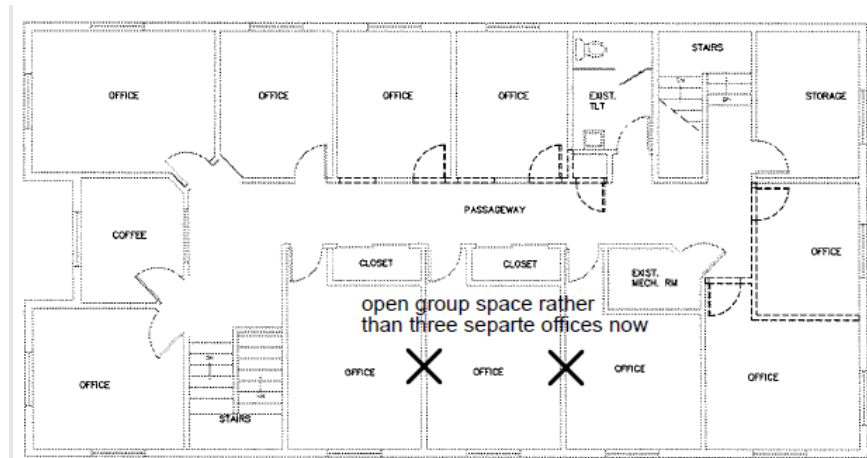 STAIRS
OFFICE
OFFICE
OFFICE
OFFICE
EXIST.
TLT
STORAGE
PASSAGEWAY
COFFEE
OFFICE
CLOSET
CLOSET
EXIST.
MECH. RM
open group space rather
than three separte offices now
OFFICE
OFFICE
OFFICE
OFFICE
OFFICE
STAIRS